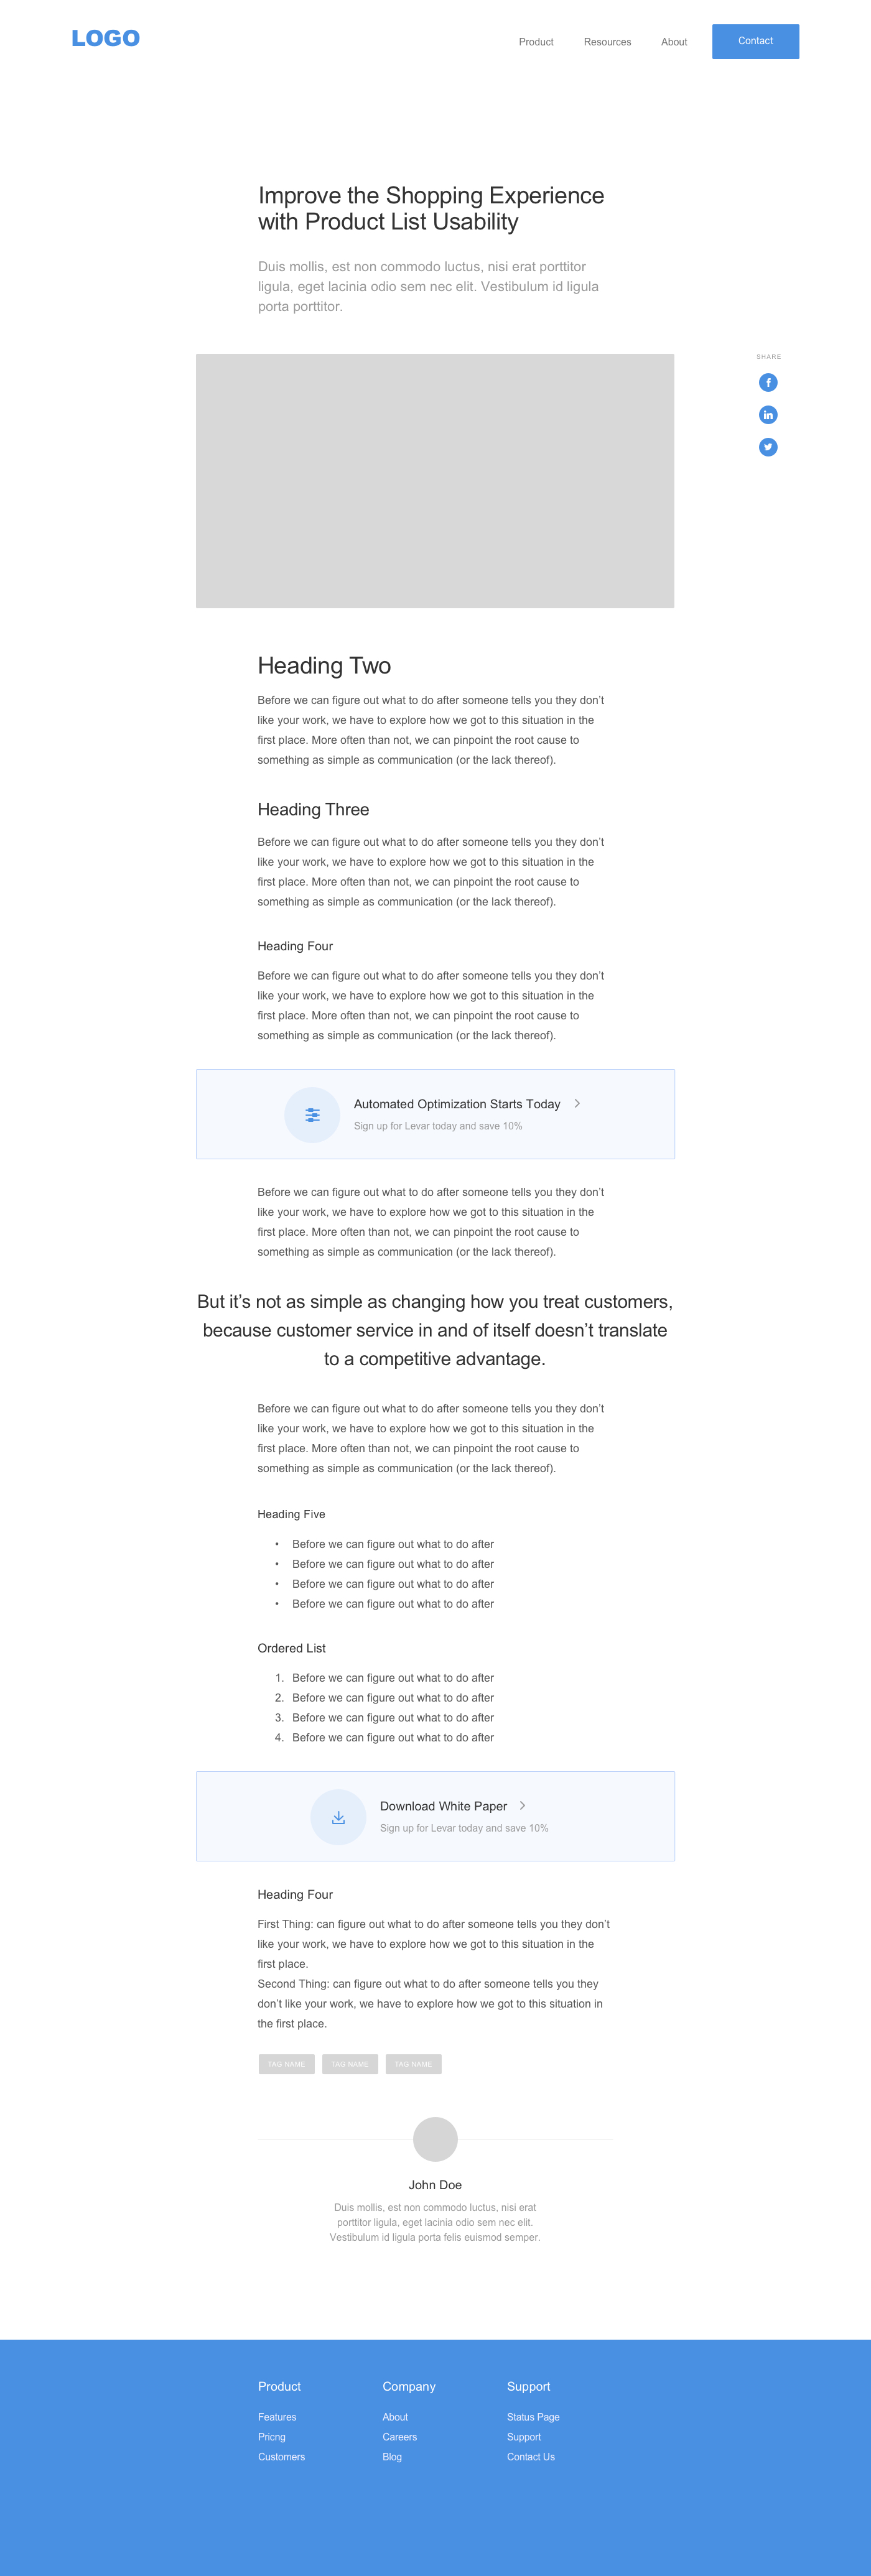 LOGO
Product
Resources
About
Contact
Improve the Shopping Experience
with Product List Usability
Duis mollis, est non commodo luctus, nisi erat porttitor
ligula, eget lacinia odio sem nec elit. Vestibulum id ligula
porta porttitor.
SHARE
Heading Two
Before we can figure out what to do after someone tells you they don’t
like your work, we have to explore how we got to this situation in the
first place. More often than not, we can pinpoint the root cause to
something as simple as communication (or the lack thereof).
Heading Three
Before we can figure out what to do after someone tells you they don’t
like your work, we have to explore how we got to this situation in the
first place. More often than not, we can pinpoint the root cause to
something as simple as communication (or the lack thereof).
Heading Four
Before we can figure out what to do after someone tells you they don’t
like your work, we have to explore how we got to this situation in the
first place. More often than not, we can pinpoint the root cause to
something as simple as communication (or the lack thereof).
Automated Optimization Starts Today
Sign up for Levar today and save 10%
Before we can figure out what to do after someone tells you they don’t
like your work, we have to explore how we got to this situation in the
first place. More often than not, we can pinpoint the root cause to
something as simple as communication (or the lack thereof).
But it’s not as simple as changing how you treat customers,
because customer service in and of itself doesn’t translate
to a competitive advantage.
Before we can figure out what to do after someone tells you they don’t
like your work, we have to explore how we got to this situation in the
first place. More often than not, we can pinpoint the root cause to
something as simple as communication (or the lack thereof).
Heading Five
• Before we can figure out what to do after
• Before we can figure out what to do after
• Before we can figure out what to do after
• Before we can figure out what to do after
Ordered List
1. Before we can figure out what to do after
2. Before we can figure out what to do after
3. Before we can figure out what to do after
4. Before we can figure out what to do after
Download White Paper
Sign up for Levar today and save 10%
Heading Four
First Thing: can figure out what to do after someone tells you they don’t
like your work, we have to explore how we got to this situation in the
first place.
Second Thing: can figure out what to do after someone tells you they
don’t like your work, we have to explore how we got to this situation in
the first place.
TAG NAME
TAG NAME
TAG NAME
John Doe
Duis mollis, est non commodo luctus, nisi erat
porttitor ligula, eget lacinia odio sem nec elit.
Vestibulum id ligula porta felis euismod semper.
Product
Features
Pricng
Customers
Company
About
Careers
Blog
Support
Status Page
Support
Contact Us